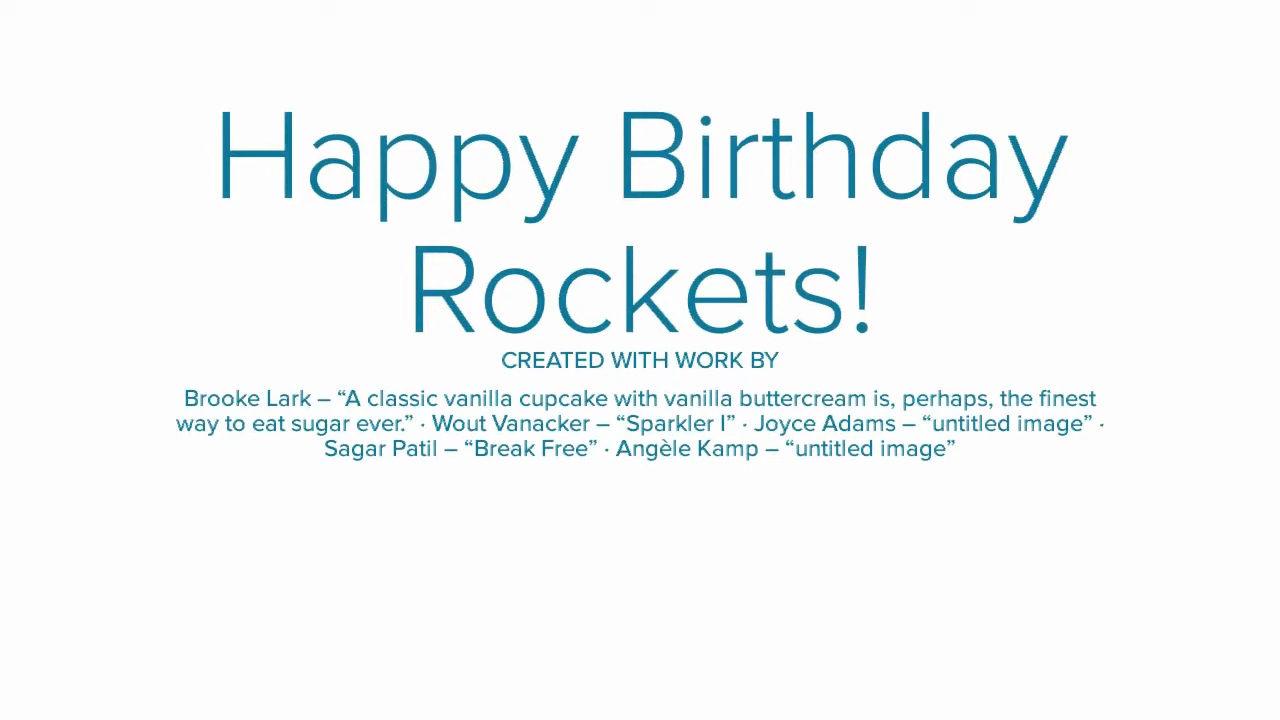 Happy Birthday
Rockets!
CREATED WITH WORK BY
Brooke Lark – “A classic vanilla cupcake with vanilla buttercream is, perhaps, the finest
way to eat sugar ever.” · Wout Vanacker – “Sparkler I” · Joyce Adams – “untitled image” ·
Sagar Patil – “Break Free” · Angèle Kamp – “untitled image”